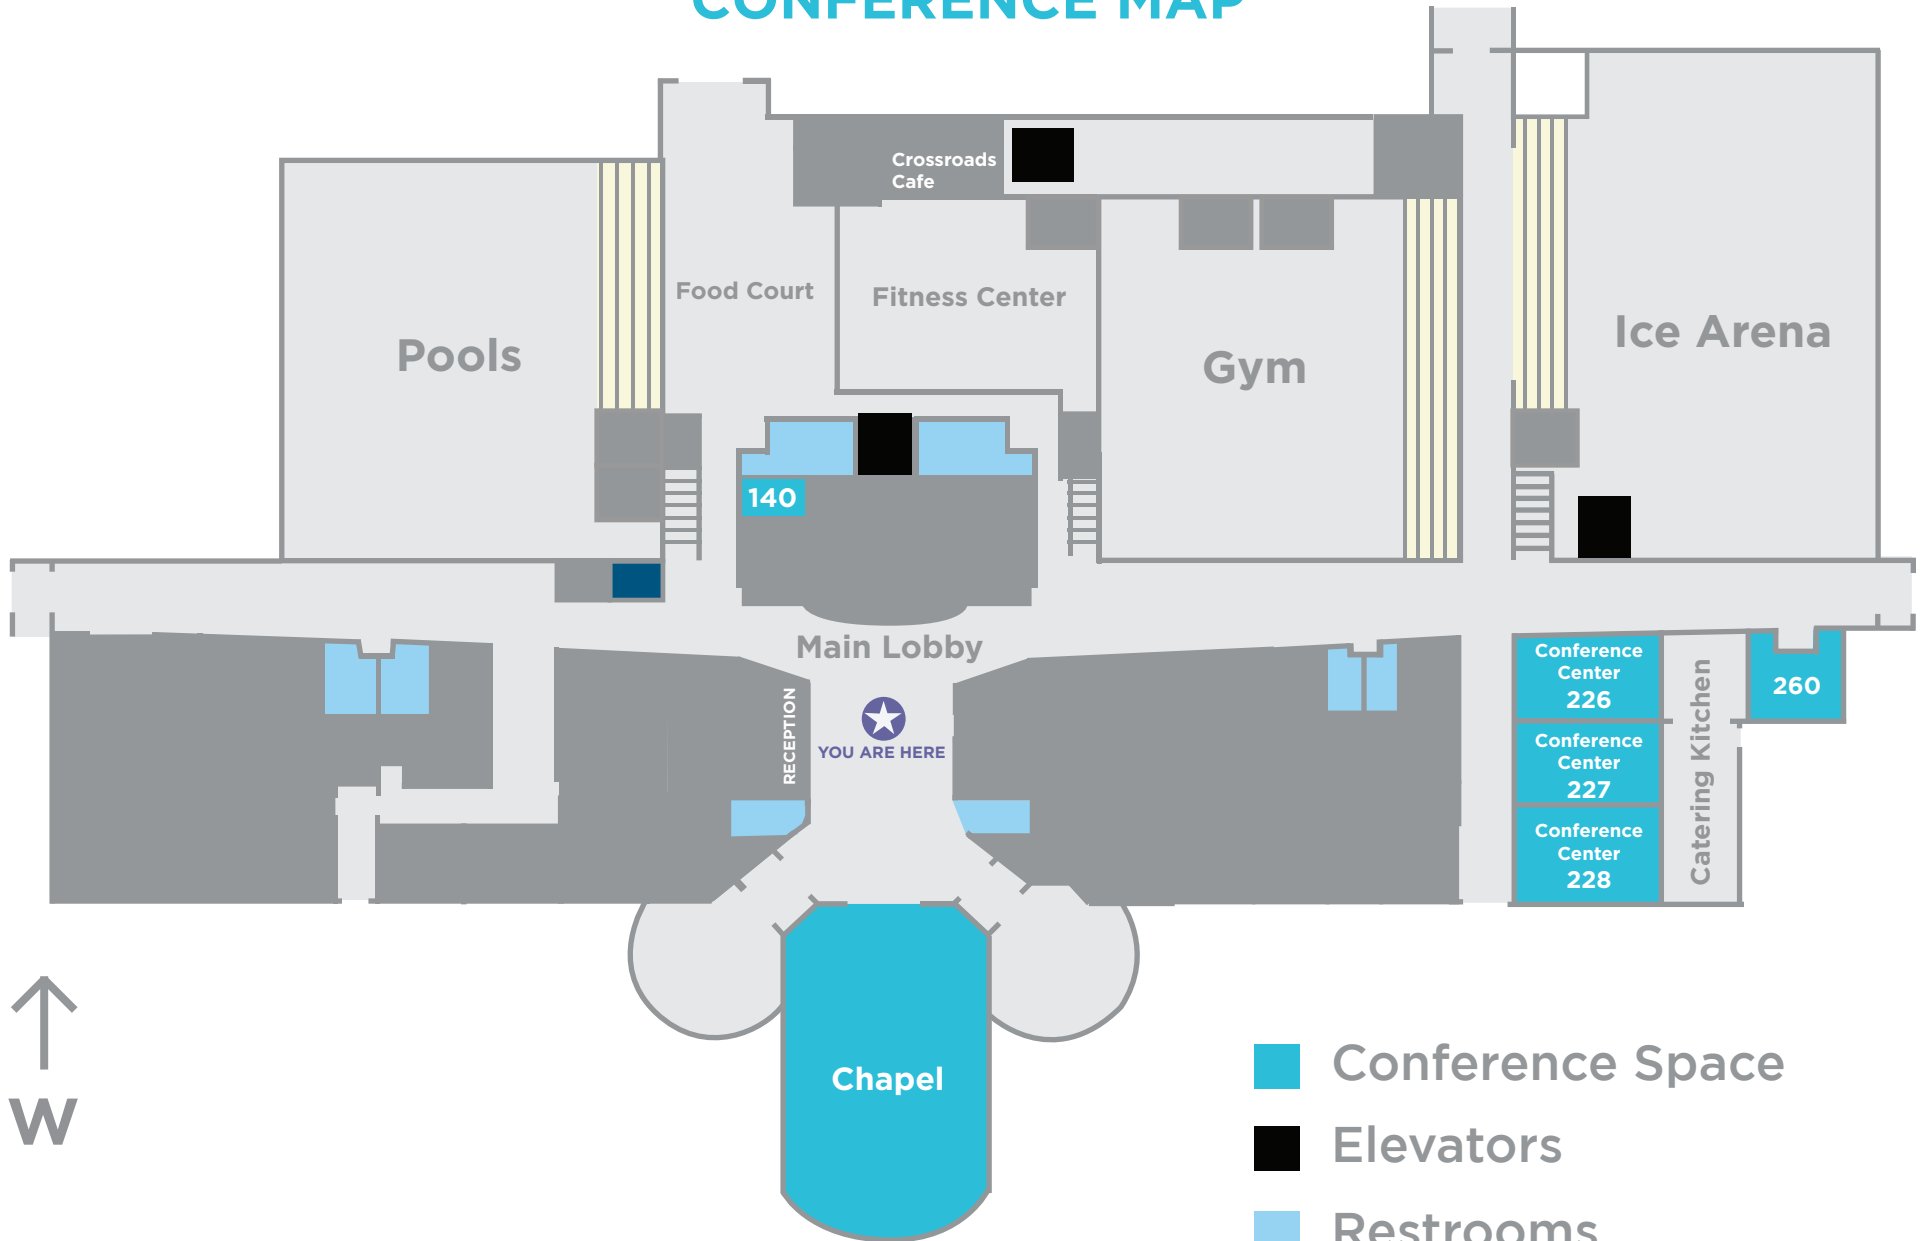 CONFERENCE MAP
Crossroads
Cafe
Food Court
Fitness Center
Pools
Gym
Ice Arena
140
Main Lobby
RECEPTION
YOU ARE HERE
Conference
Center
226
Conference
Center
227
Conference
Center
228
Catering Kitchen
260
Chapel
W
Conference Space
Elevators
Restrooms